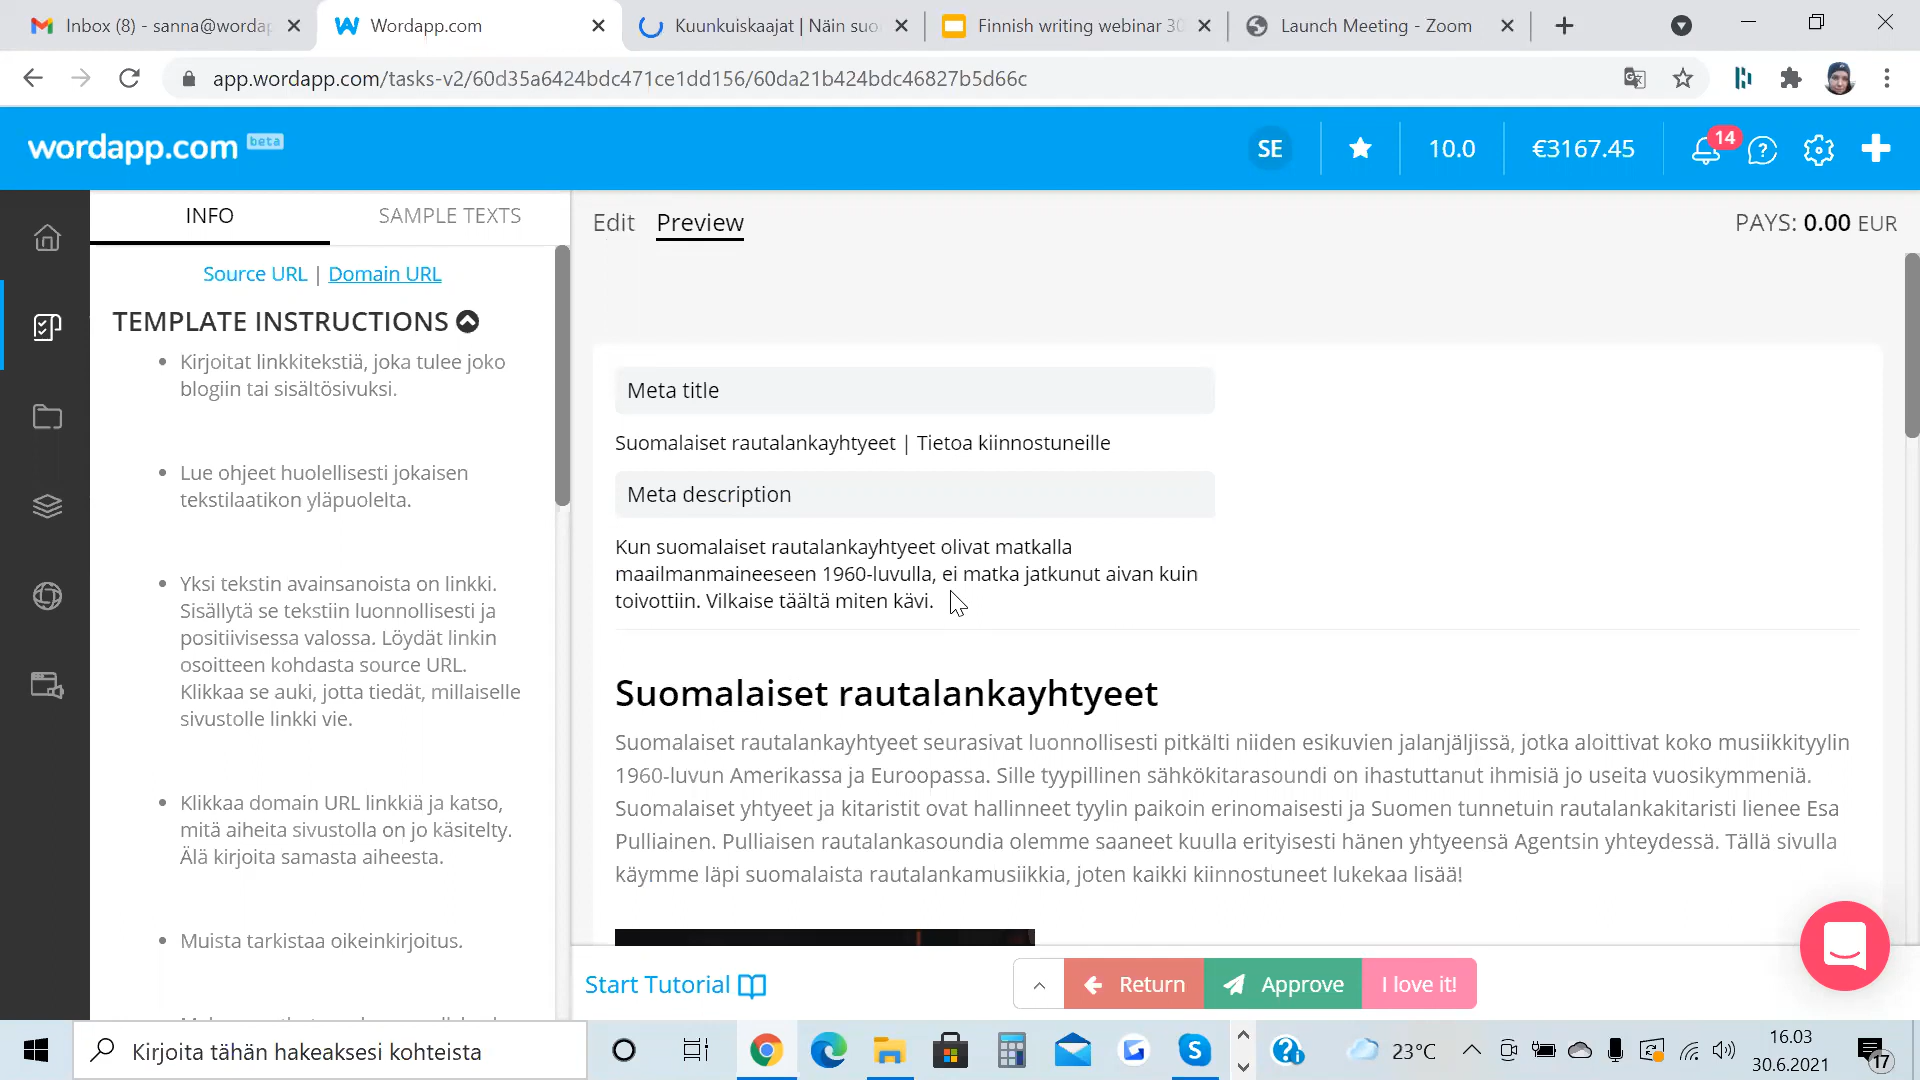 Inbox (8) - sanna@wordap
Wordapp.com
Kuunkuiskaajat | Näin suo
Finnish writing webinar 30
Launch Meeting - Zoom
app.wordapp.com/tasks-v2/60d35a6424bdc471ce1dd156/60da21b424bdc46827b5d66c
wordapp.com beta
SE
10.0
€3167.45
14
INFO
SAMPLE TEXTS
Source URL | Domain URL
TEMPLATE INSTRUCTIONS
Kirjoitat linkkitekstiä, joka tulee joko
blogiin tai sisältösivuksi.
Lue ohjeet huolellisesti jokaisen
tekstilaatikon yläpuolelta.
Yksi tekstin avainsanoista on linkki.
Sisällytä se tekstiin luonnollisesti ja
positiivisessa valossa. Löydät linkin
osoitteen kohdasta source URL.
Klikkaa se auki, jotta tiedät, millaiselle
sivustolle linkki vie.
Klikkaa domain URL linkkiä ja katso,
mitä aiheita sivustolla on jo käsitelty.
Älä kirjoita samasta aiheesta.
Muista tarkistaa oikeinkirjoitus.
Edit
Preview
PAYS: 0.00 EUR
Meta title
Suomalaiset rautalankayhtyeet | Tietoa kiinnostuneille
Meta description
Kun suomalaiset rautalankayhtyeet olivat matkalla
maailmanmaineeseen 1960-luvulla, ei matka jatkunut aivan kuin
toivottiin. Vilkaise täältä miten kävi.
Suomalaiset rautalankayhtyeet
Suomalaiset rautalankayhtyeet seurasivat luonnollisesti pitkälti niiden esikuvien jalanjäljissä, jotka aloittivat koko musiikkityylin
1960-luvun Amerikassa ja Euroopassa. Sille tyypillinen sähkökitarasoundi on ihastuttanut ihmisiä jo useita vuosikymmeniä.
Suomalaiset yhtyeet ja kitaristit ovat hallinneet tyylin paikoin erinomaisesti ja Suomen tunnetuin rautalankakitaristi lienee Esa
Pulliainen. Pulliaisen rautalankasoundia olemme saaneet kuulla erityisesti hänen yhtyeensä Agentsin yhteydessä. Tällä sivulla
käymme läpi suomalaista rautalankamusiikkia, joten kaikki kiinnostuneet lukekaa lisää!
Start Tutorial
Return
Approve
I love it!
Kirjoita tähän hakeaksesi kohteista
23°C
16.03
30.6.2021
17